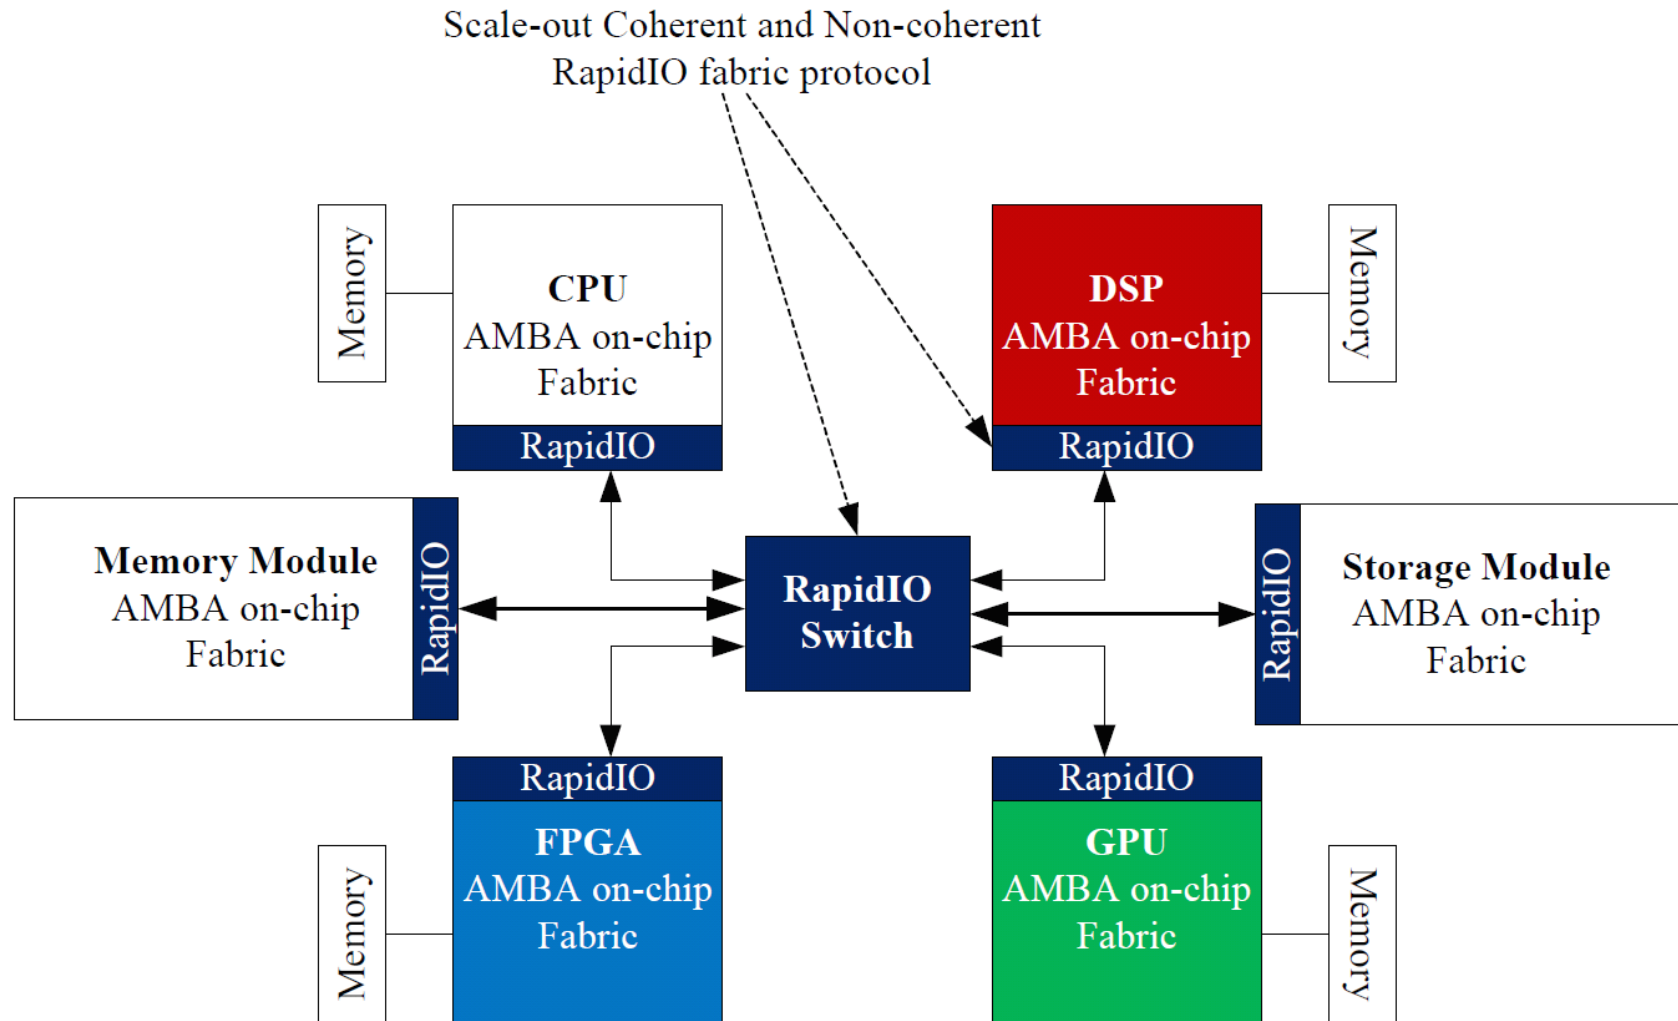 Scale-out Coherent and Non-coherent
RapidIO fabric protocol
Memory
CPU
AMBA on-chip
Fabric
RapidIO
DSP
AMBA on-chip
Fabric
RapidIO
Memory
Memory Module
AMBA on-chip
Fabric
RapidIO
RapidIO
Switch
RapidIO
Storage Module
AMBA on-chip
Fabric
Memory
RapidIO
FPGA
AMBA on-chip
Fabric
RapidIO
GPU
AMBA on-chip
Fabric
Memory